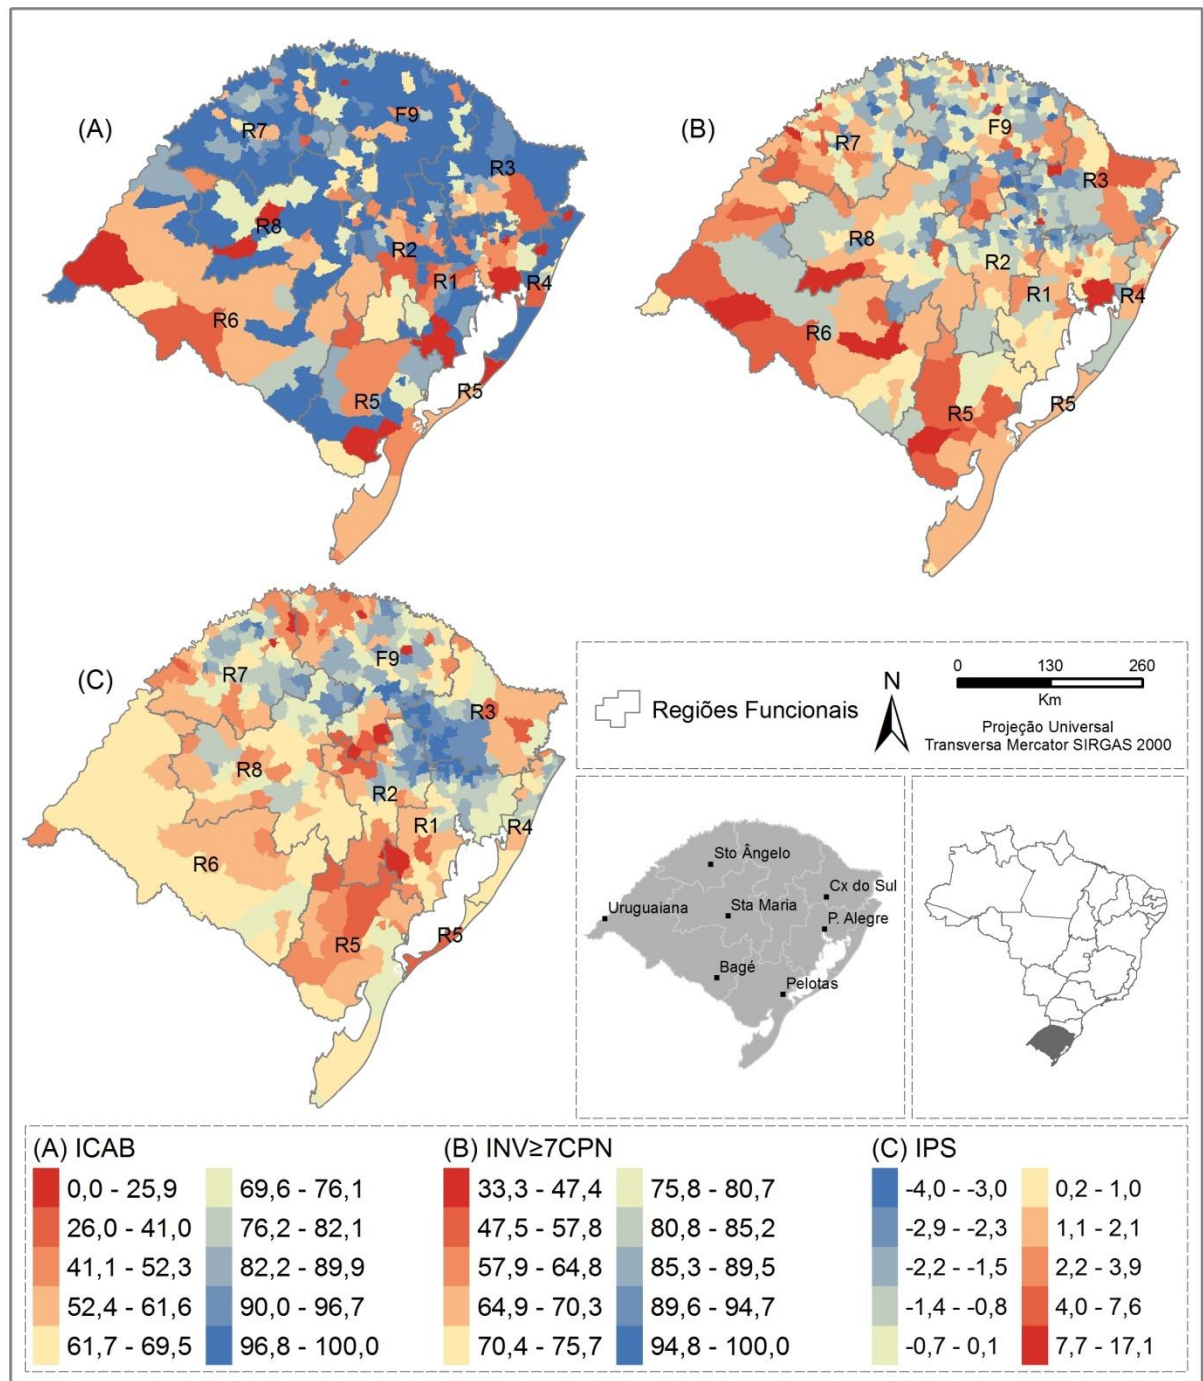 (A)
R7
F9
R3
R8
R2
R1
R4
R6
R5
R5
(B)
R7
F9
R3
R8
R2
R1
R4
R6
R5
R5
(C)
R7
F9
R3
R8
R2
R1
R4
R6
R5
R5
Regiões Funcionais
N
0 130 260
Km
Projeção Universal
Transversa Mercator SIRGAS 2000
Sto Ângelo
Cx do Sul
Uruguaiana
Sta Maria
P. Alegre
Bagé
Pelotas
(A) ICAB
0,0 - 25,9
26,0 - 41,0
41,1 - 52,3
52,4 - 61,6
61,7 - 69,5
69,6 - 76,1
76,2 - 82,1
82,2 - 89,9
90,0 - 96,7
96,8 - 100,0
(B) INV≥7CPN
33,3 - 47,4
47,5 - 57,8
57,9 - 64,8
64,9 - 70,3
70,4 - 75,7
75,8 - 80,7
80,8 - 85,2
85,3 - 89,5
89,6 - 94,7
94,8 - 100,0
(C) IPS
-4,0 - -3,0
-2,9 - -2,3
-2,2 - -1,5
-1,4 - -0,8
-0,7 - 0,1
0,2 - 1,0
1,1 - 2,1
2,2 - 3,9
4,0 - 7,6
7,7 - 17,1